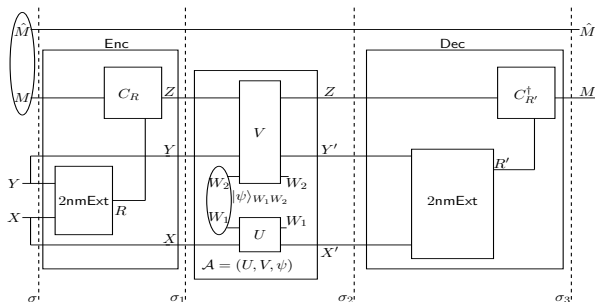 M̂ M̂
Enc Dec
M C_R Z Z C†_{R'} M
V
Y Y'
Y 2nmExt R W_2 W_2 2nmExt R'
|ψ⟩_{W_1W_2}
X W_1 W_1
U
X X'
𝒜 = (U, V, ψ)
σ σ_1 σ_2 σ_3